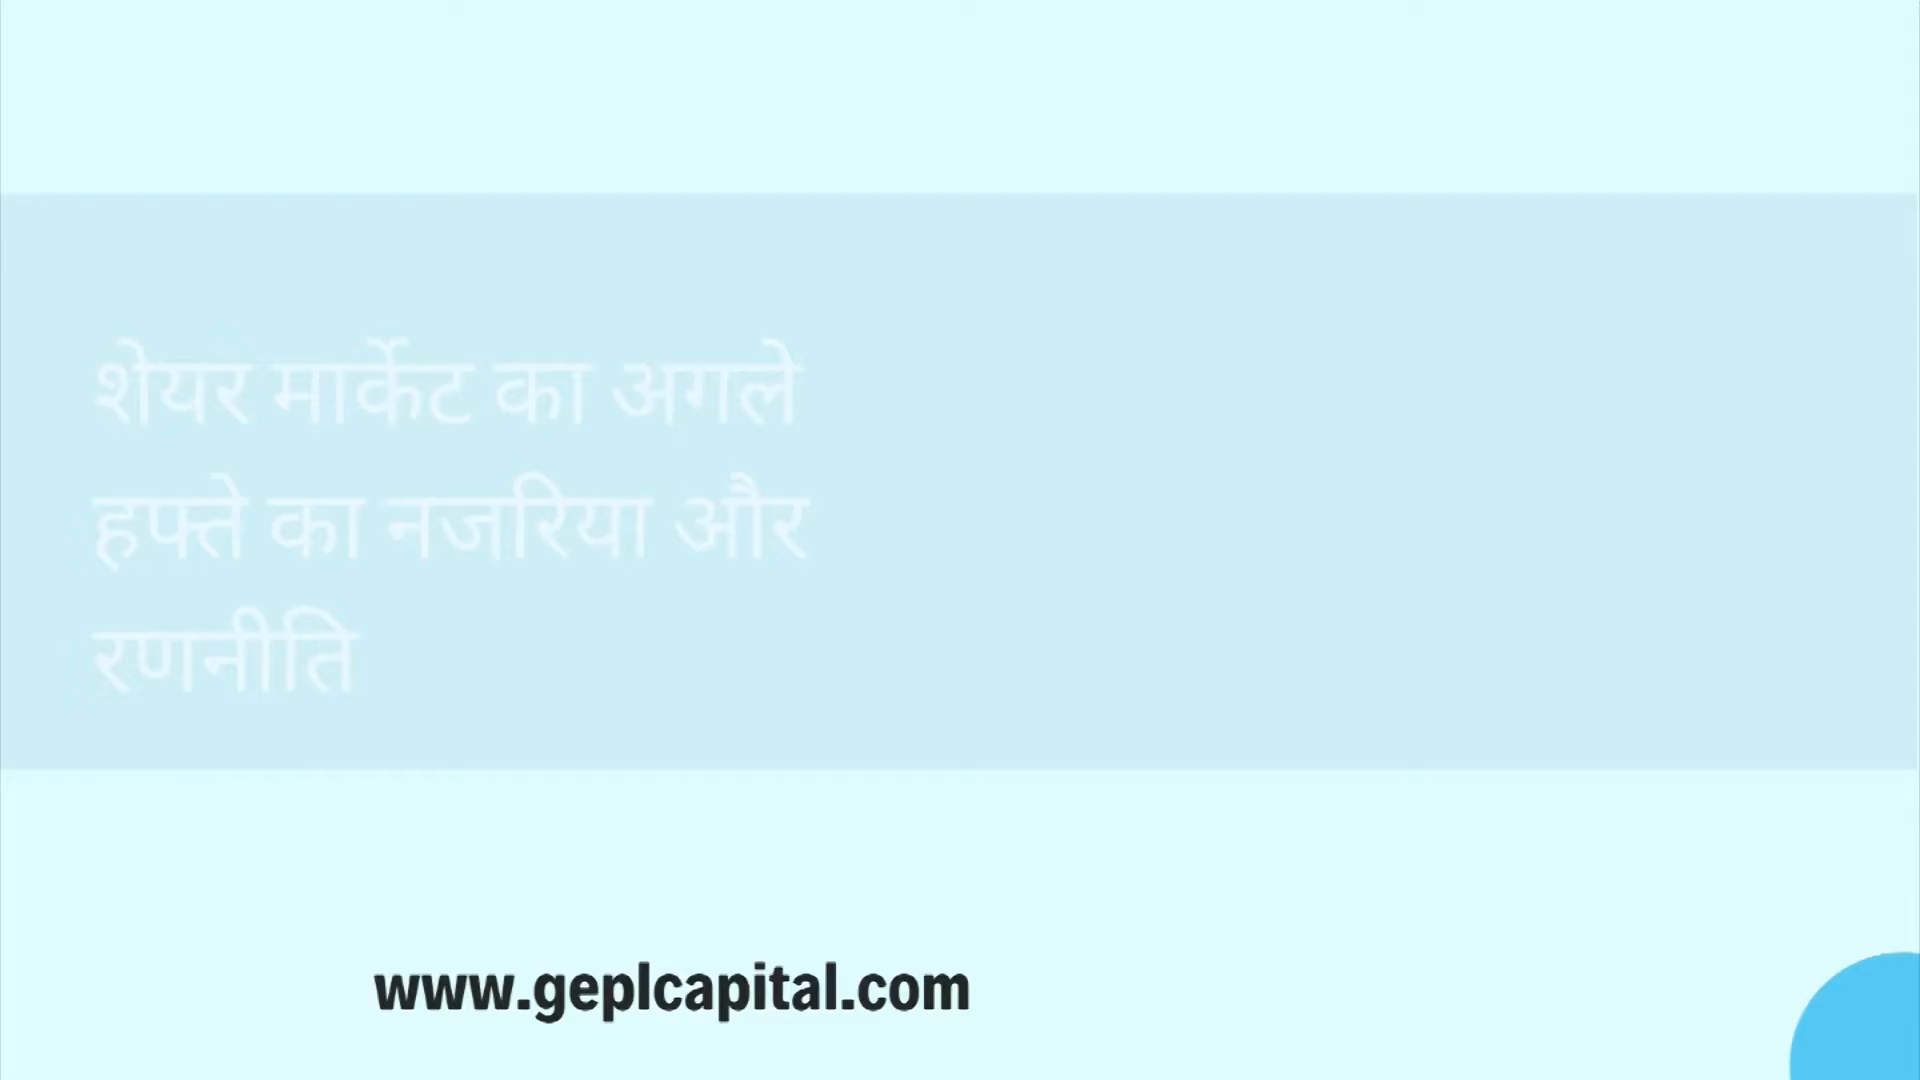 शेयर मार्केट का अगले
हफ्ते का नजरिया और
रणनीति
www.geplcapital.com